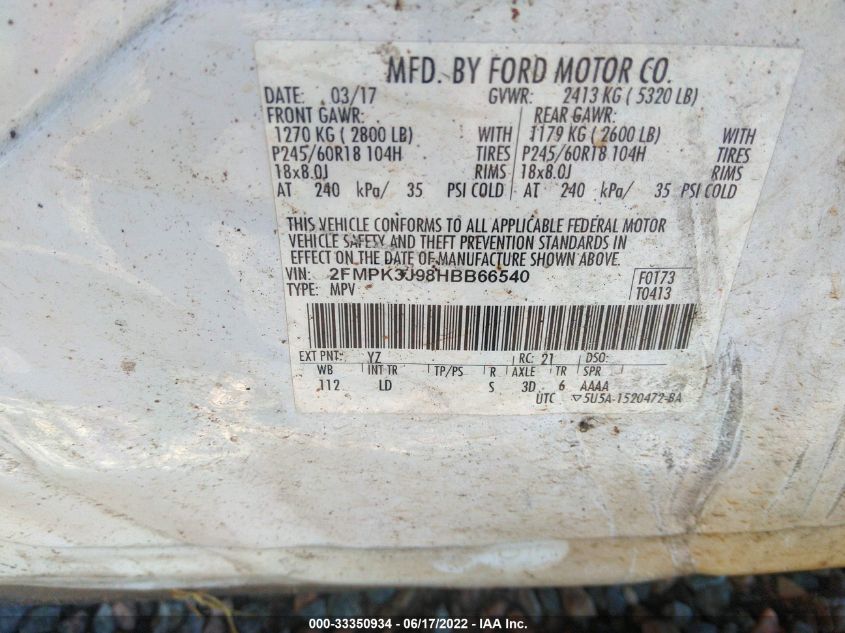 MFD. BY FORD MOTOR CO.
DATE: 03/17 GVWR: 2413 KG ( 5320 LB)
FRONT GAWR: REAR GAWR:
1270 KG ( 2800 LB) WITH 1179 KG ( 2600 LB) WITH
P245/60R18 104H TIRES P245/60R18 104H TIRES
18x8.0J RIMS 18x8.0J RIMS
AT 240 kPa/ 35 PSI COLD AT 240 kPa/ 35 PSI COLD
THIS VEHICLE CONFORMS TO ALL APPLICABLE FEDERAL MOTOR
VEHICLE SAFETY AND THEFT PREVENTION STANDARDS IN
EFFECT ON THE DATE OF MANUFACTURE SHOWN ABOVE.
VIN: 2FMPK3J98HBB66540 F0173
TYPE: MPV T0413
EXT PNT: YZ RC: 21 DSO:
WB INT TR TP/PS R AXLE TR SPR
112 LD S 3D 6 AAAA
UTC ▽5U5A-1520472-BA
000-33350934 - 06/17/2022 - IAA Inc.